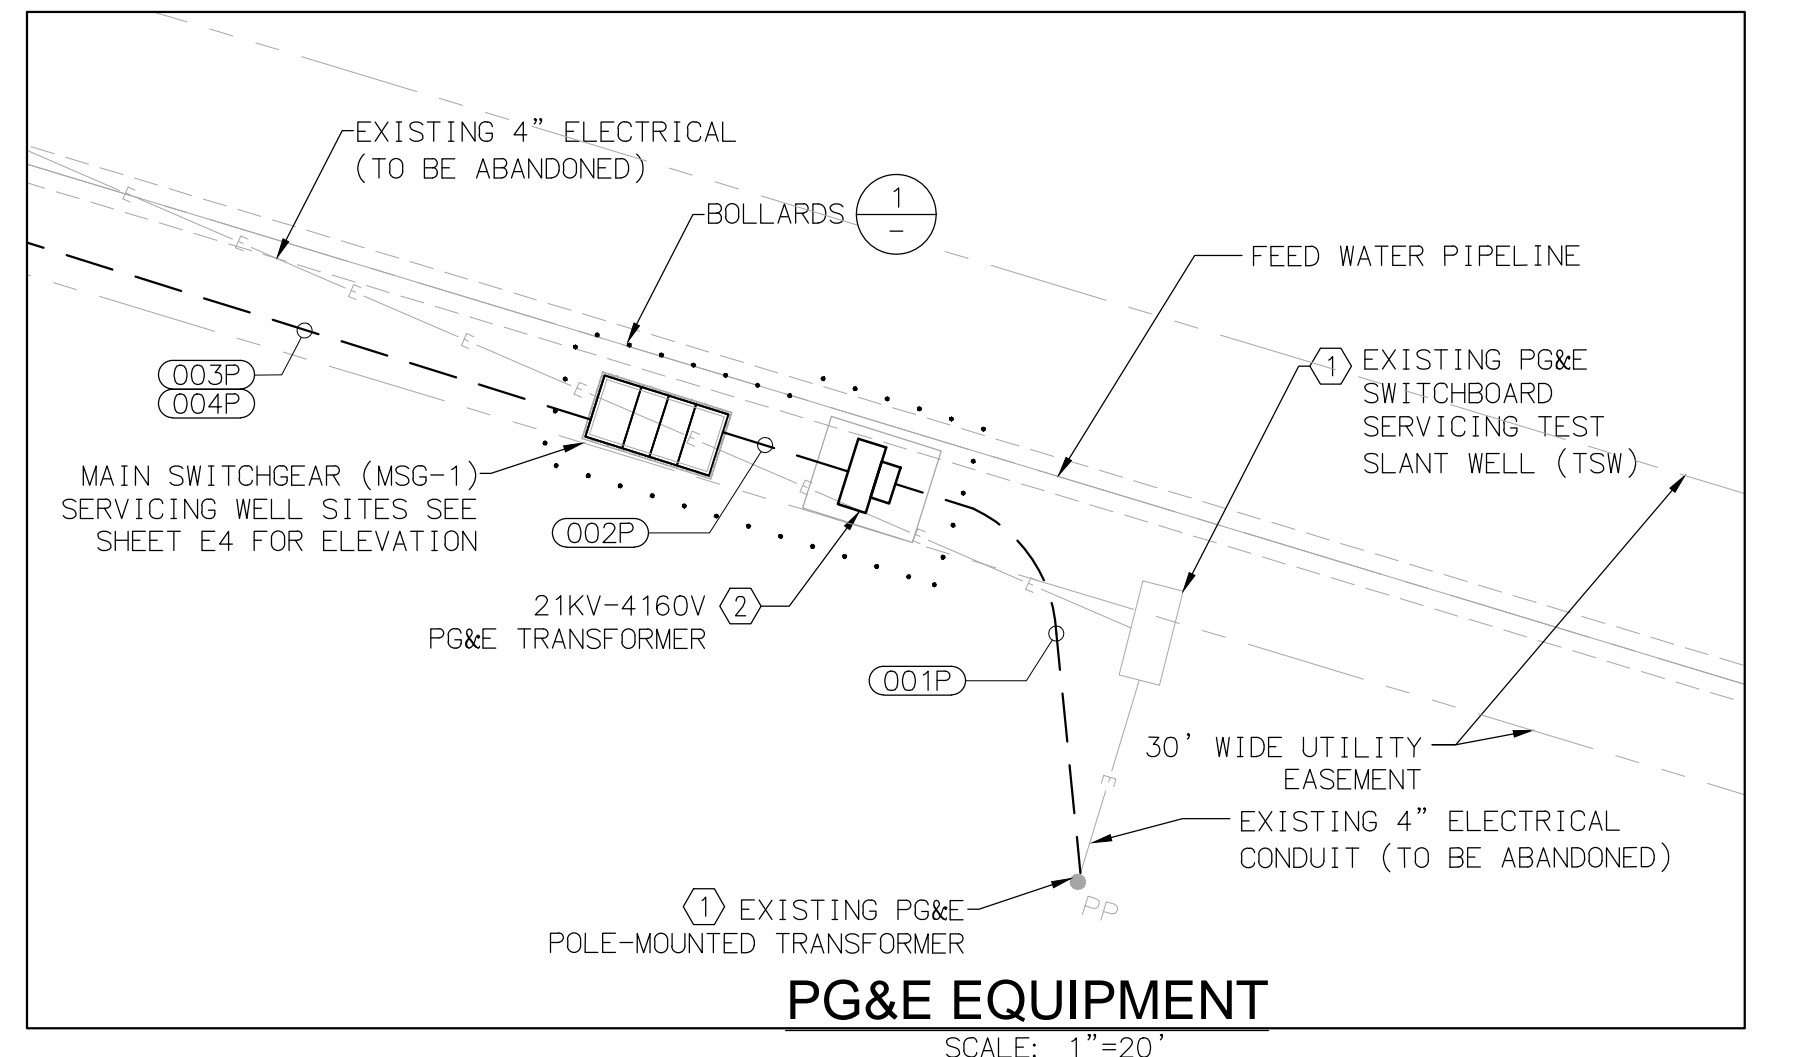 EXISTING 4” ELECTRICAL
(TO BE ABANDONED)
BOLLARDS
1
–
FEED WATER PIPELINE
1
EXISTING PG&E
SWITCHBOARD
SERVICING TEST
SLANT WELL (TSW)
003P
004P
MAIN SWITCHGEAR (MSG-1)
SERVICING WELL SITES SEE
SHEET E4 FOR ELEVATION
002P
21KV-4160V
2
PG&E TRANSFORMER
001P
30’ WIDE UTILITY
EASEMENT
EXISTING 4” ELECTRICAL
CONDUIT (TO BE ABANDONED)
1
EXISTING PG&E
POLE-MOUNTED TRANSFORMER
PP
E
E
E
E
E
E
E
E
E
E
PG&E EQUIPMENT
SCALE: 1”=20’